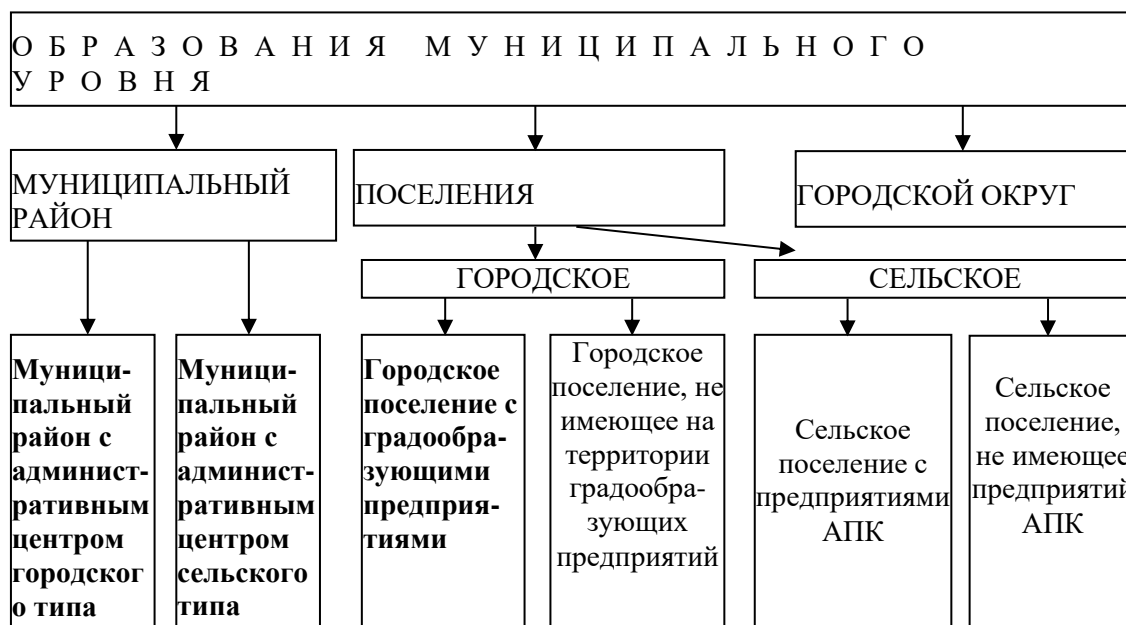 О Б Р А З О В А Н И Я М У Н И Ц И П А Л Ь Н О Г О
У Р О В Н Я
МУНИЦИПАЛЬНЫЙ
РАЙОН
ПОСЕЛЕНИЯ
ГОРОДСКОЙ ОКРУГ
ГОРОДСКОЕ
СЕЛЬСКОЕ
Муници-
пальный
район с
админист-
ративным
центром
городског
о типа
Муници-
пальный
район с
админист-
ративным
центром
сельского
типа
Городское
поселение с
градообра-
зующими
предприя-
тиями
Городское
поселение, не
имеющее на
территории
градообра-
зующих
предприятий
Сельское
поселение с
предприятиями
АПК
Сельское
поселение,
не имеющее
предприятий
АПК